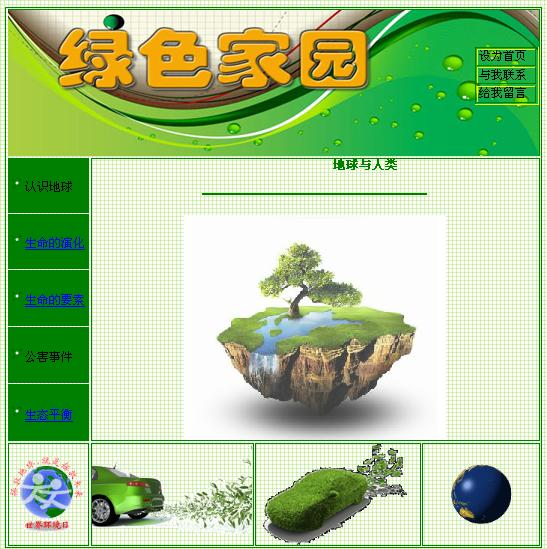 绿色家园
设为首页
与我联系
给我留言
地球与人类
认识地球
生命的演化
生命的要素
公害事件
生态平衡
世界环境日